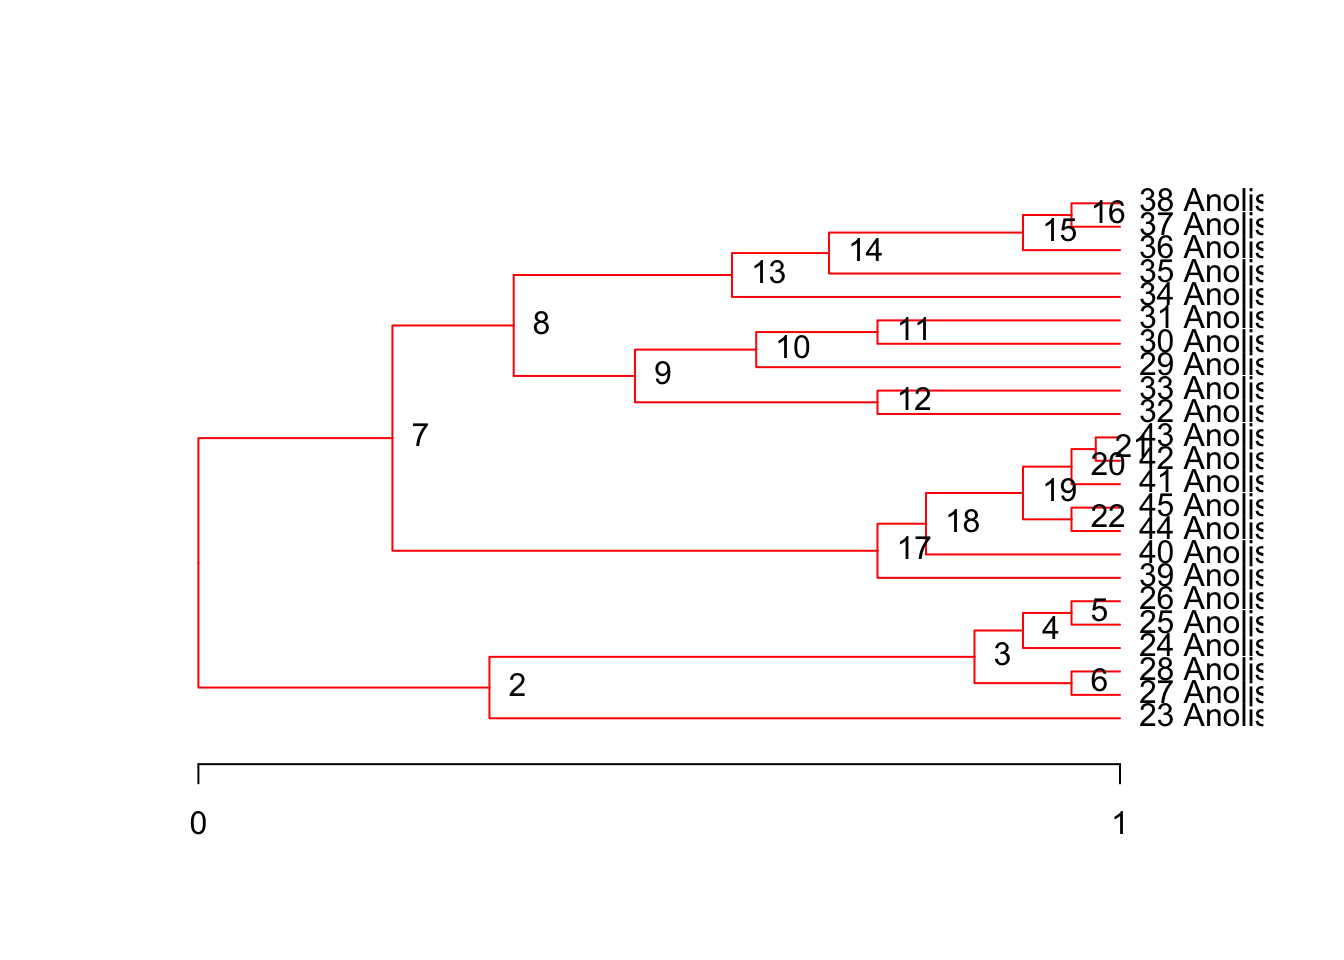 38 Anolis
16
37 Anolis
15
36 Anolis
14
35 Anolis
13
34 Anolis
31 Anolis
8
11
30 Anolis
10
29 Anolis
9
33 Anolis
12
32 Anolis
7
43 Anolis
21
42 Anolis
20
41 Anolis
19
45 Anolis
22
18
44 Anolis
17
40 Anolis
39 Anolis
26 Anolis
5
25 Anolis
4
24 Anolis
3
28 Anolis
6
2
27 Anolis
23 Anolis
0 1